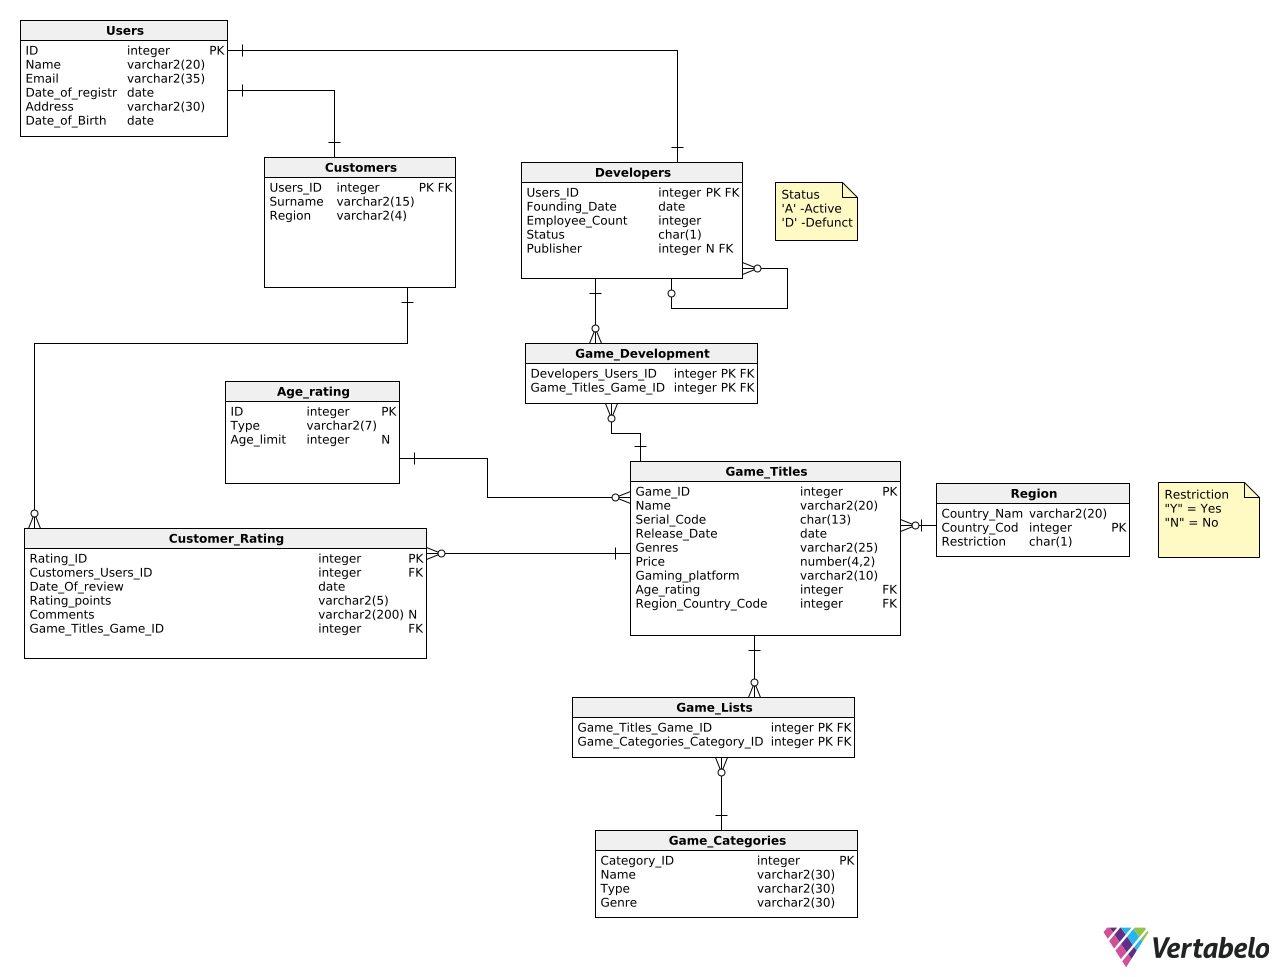 Users
ID integer PK
Name varchar2(20)
Email varchar2(35)
Date_of_registr date
Address varchar2(30)
Date_of_Birth date
Customers
Users_ID integer PK FK
Surname varchar2(15)
Region varchar2(4)
Developers
Users_ID integer PK FK
Founding_Date date
Employee_Count integer
Status char(1)
Publisher integer N FK
Status
'A' -Active
'D' -Defunct
Game_Development
Developers_Users_ID integer PK FK
Game_Titles_Game_ID integer PK FK
Age_rating
ID integer PK
Type varchar2(7)
Age_limit integer N
Game_Titles
Game_ID integer PK
Name varchar2(20)
Serial_Code char(13)
Release_Date date
Genres varchar2(25)
Price number(4,2)
Gaming_platform varchar2(10)
Age_rating integer FK
Region_Country_Code integer FK
Region
Country_Nam varchar2(20)
Country_Cod integer PK
Restriction char(1)
Restriction
"Y" = Yes
"N" = No
Customer_Rating
Rating_ID integer PK
Customers_Users_ID integer FK
Date_Of_review date
Rating_points varchar2(5)
Comments varchar2(200) N
Game_Titles_Game_ID integer FK
Game_Lists
Game_Titles_Game_ID integer PK FK
Game_Categories_Category_ID integer PK FK
Game_Categories
Category_ID integer PK
Name varchar2(30)
Type varchar2(30)
Genre varchar2(30)
Vertabelo